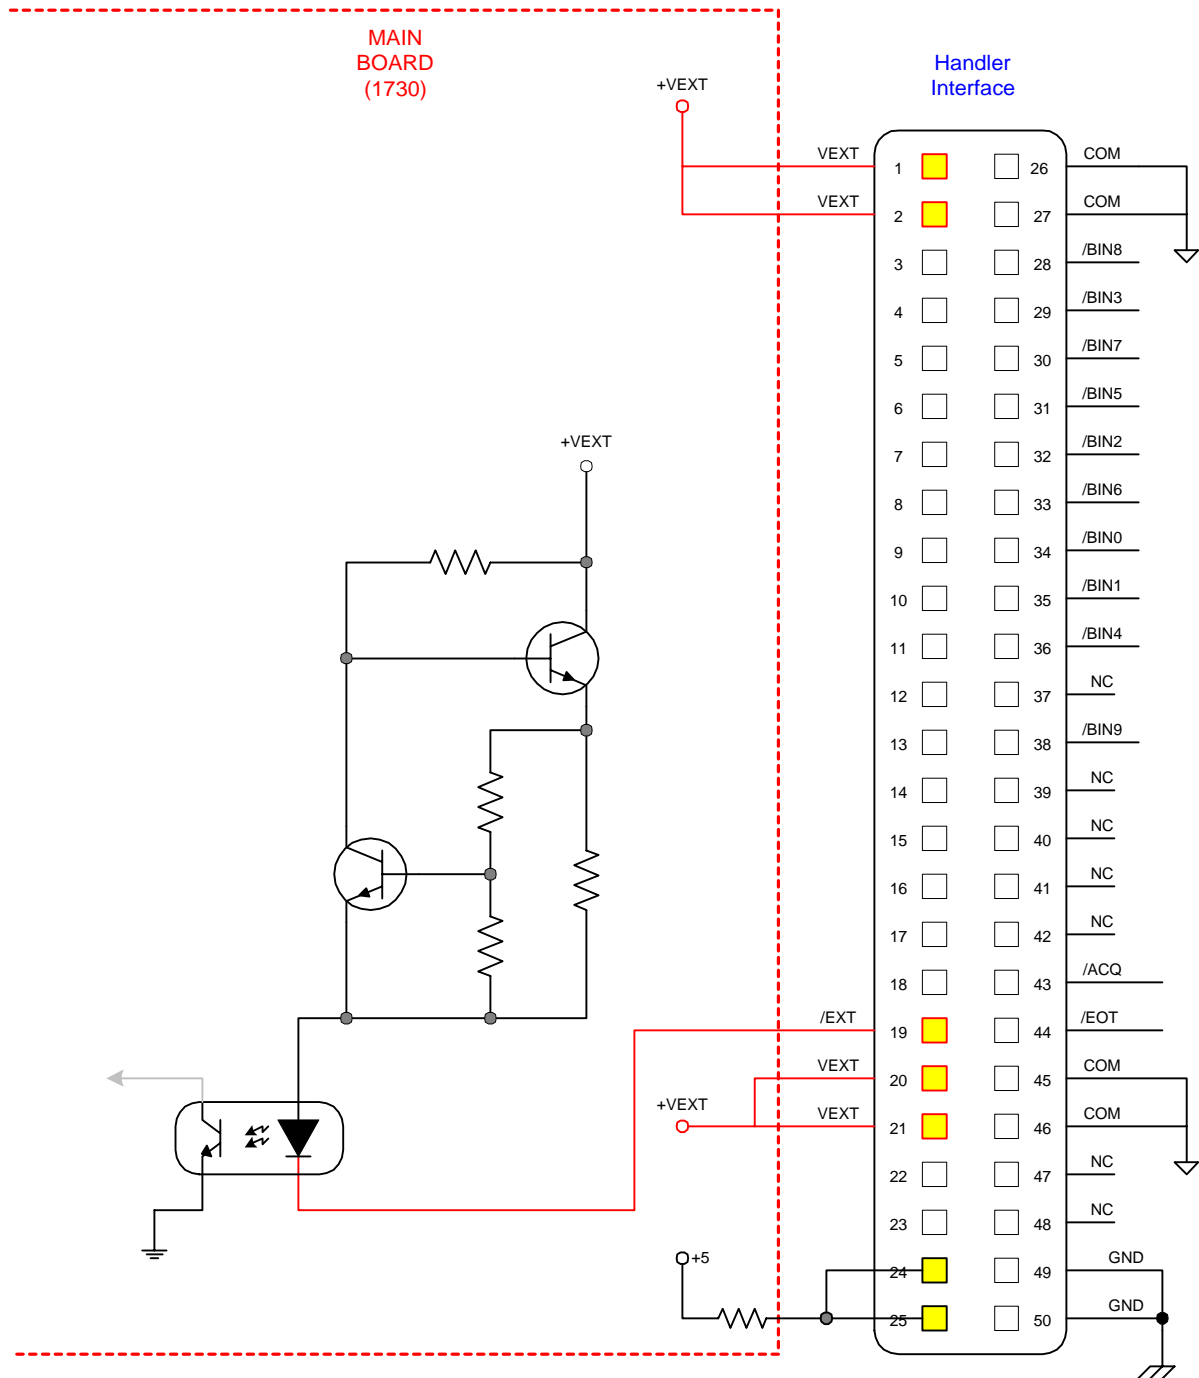 MAIN
BOARD
(1730)
Handler
Interface
+VEXT
VEXT 1 26 COM
VEXT 2 27 COM
3 28 /BIN8
4 29 /BIN3
5 30 /BIN7
6 31 /BIN5
+VEXT
7 32 /BIN2
8 33 /BIN6
9 34 /BIN0
10 35 /BIN1
11 36 /BIN4
12 37 NC
13 38 /BIN9
14 39 NC
15 40 NC
16 41 NC
17 42 NC
18 43 /ACQ
/EXT 19 44 /EOT
VEXT 20 45 COM
+VEXT
VEXT 21 46 COM
22 47 NC
23 48 NC
+5
24 49 GND
25 50 GND